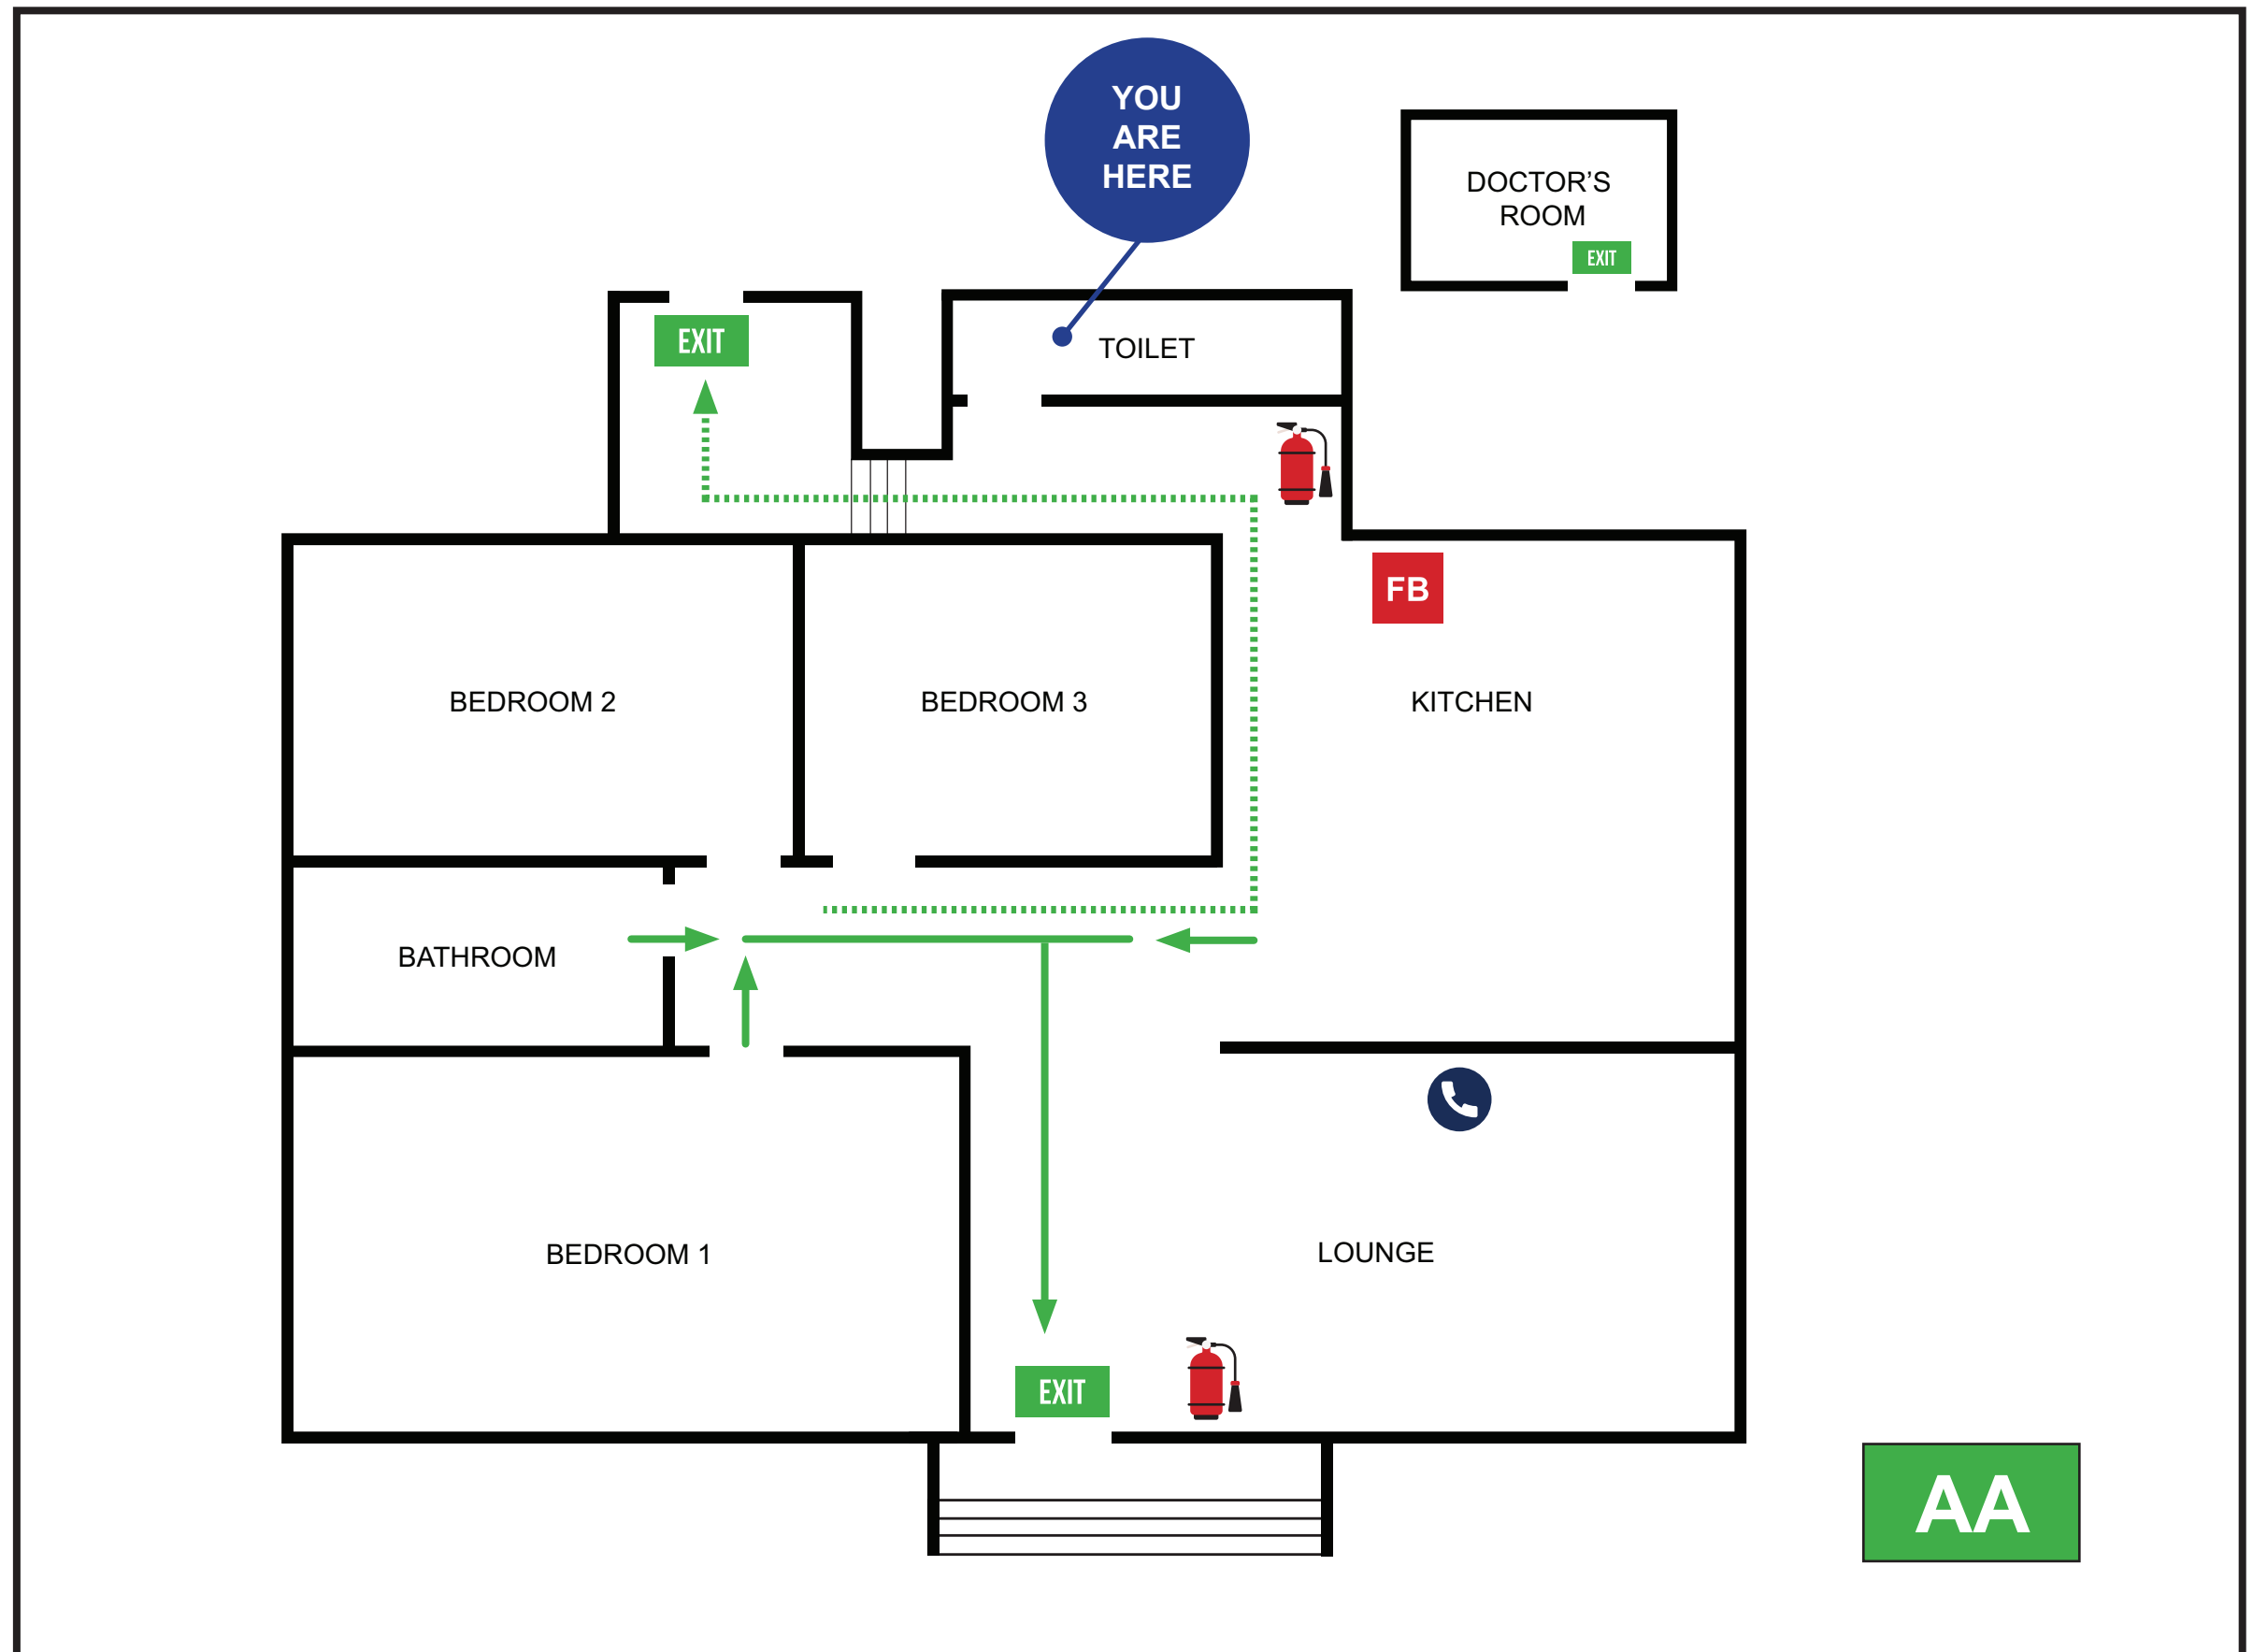 YOU
ARE
HERE
DOCTOR’S
ROOM
EXIT
EXIT
TOILET
FB
BEDROOM 2
BEDROOM 3
KITCHEN
BATHROOM
BEDROOM 1
LOUNGE
EXIT
AA